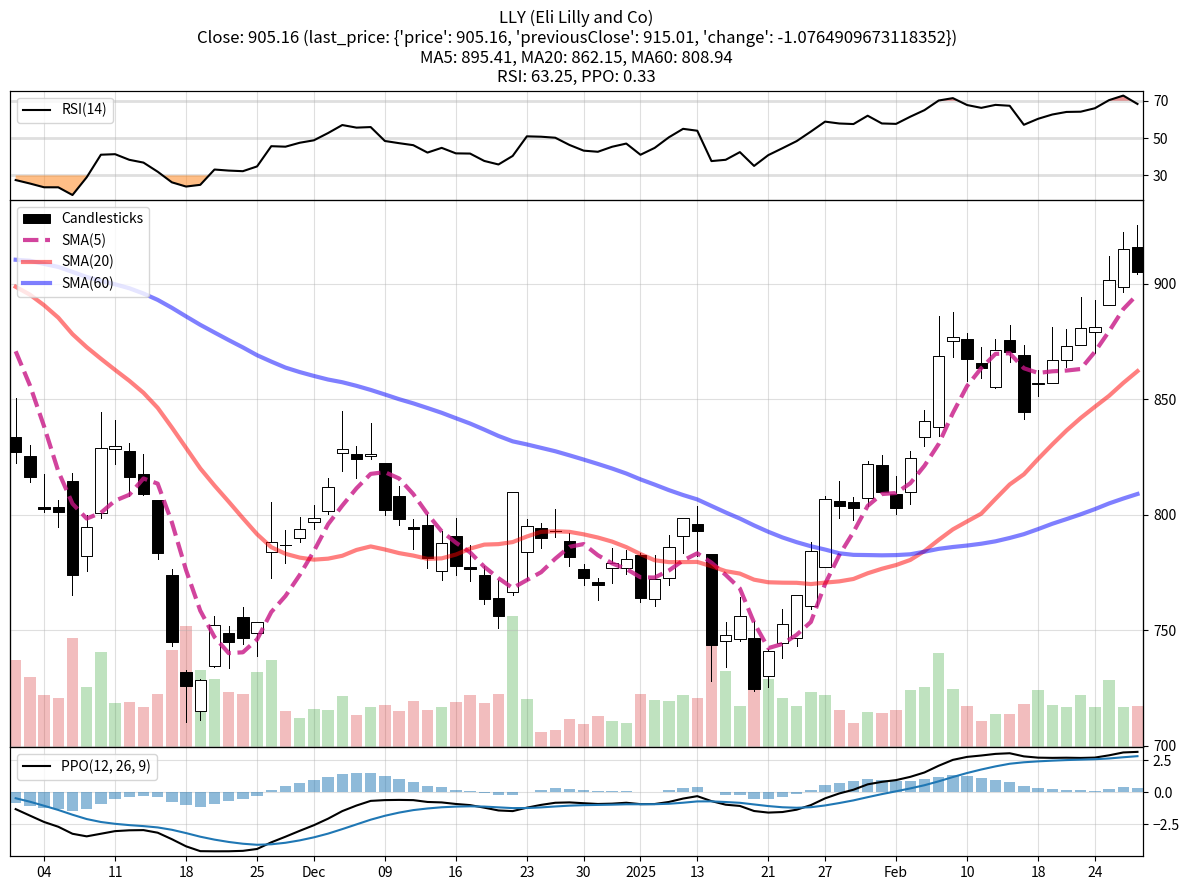 LLY (Eli Lilly and Co)
Close: 905.16 (last_price: {'price': 905.16, 'previousClose': 915.01, 'change': -1.0764909673118352})
MA5: 895.41, MA20: 862.15, MA60: 808.94
RSI: 63.25, PPO: 0.33
RSI(14)
70
50
30
Candlesticks
SMA(5)
SMA(20)
SMA(60)
900
850
800
750
700
PPO(12, 26, 9)
2.5
0.0
−2.5
04 11 18 25 Dec 09 16 23 30 2025 13 21 27 Feb 10 18 24